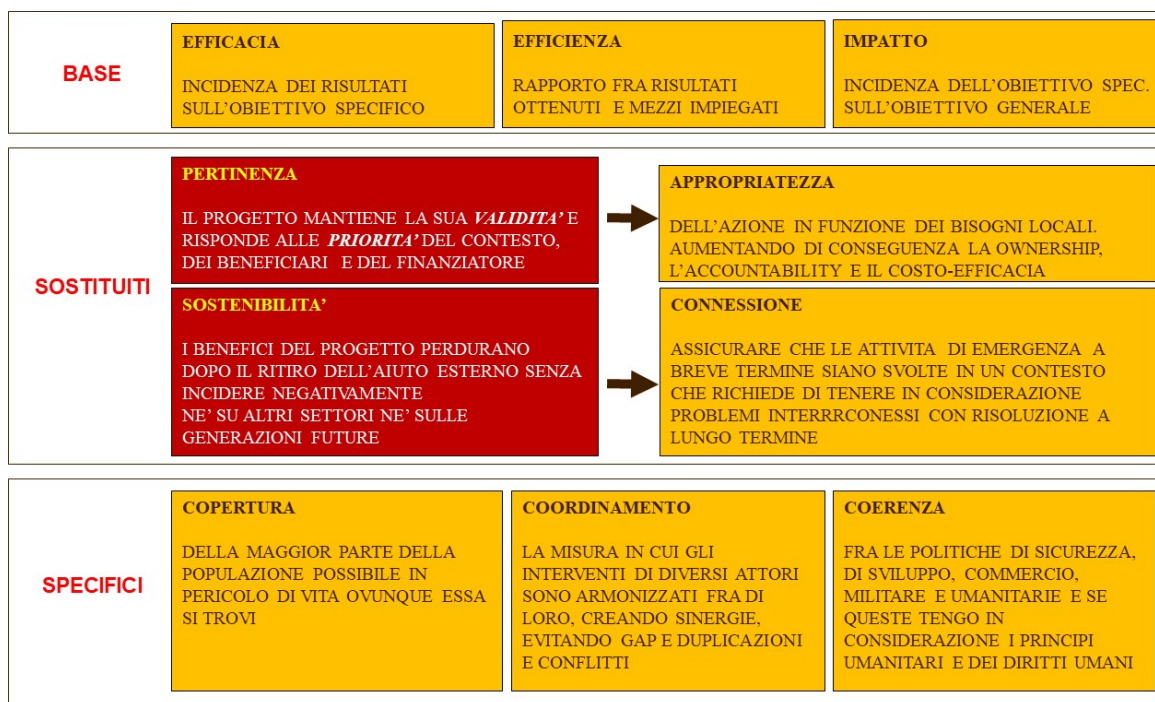 BASE
EFFICACIA
INCIDENZA DEI RISULTATI
SULL'OBIETTIVO SPECIFICO
EFFICIENZA
RAPPORTO FRA RISULTATI
OTTENUTI E MEZZI IMPIEGATI
IMPATTO
INCIDENZA DELL'OBIETTIVO SPEC.
SULL'OBIETTIVO GENERALE
SOSTITUITI
PERTINENZA
IL PROGETTO MANTIENE LA SUA VALIDITA' E
RISPONDE ALLE PRIORITA' DEL CONTESTO,
DEI BENEFICIARI E DEL FINANZIATORE
APPROPRIATEZZA
DELL'AZIONE IN FUNZIONE DEI BISOGNI LOCALI.
AUMENTANDO DI CONSEGUENZA LA OWNERSHIP,
L'ACCOUNTABILITY E IL COSTO-EFFICACIA
SOSTENIBILITA'
I BENEFICI DEL PROGETTO PERDURANO
DOPO IL RITIRO DELL'AIUTO ESTERNO SENZA
INCIDERE NEGATIVAMENTE
NE' SU ALTRI SETTORI NE' SULLE
GENERAZIONI FUTURE
CONNESSIONE
ASSICURARE CHE LE ATTIVITA DI EMERGENZA A
BREVE TERMINE SIANO SVOLTE IN UN CONTESTO
CHE RICHIEDE DI TENERE IN CONSIDERAZIONE
PROBLEMI INTERRRCONESSI CON RISOLUZIONE A
LUNGO TERMINE
SPECIFICI
COPERTURA
DELLA MAGGIOR PARTE DELLA
POPULAZIONE POSSIBILE IN
PERICOLO DI VITA OVUNQUE ESSA
SI TROVI
COORDINAMENTO
LA MISURA IN CUI GLI
INTERVENTI DI DIVERSI ATTORI
SONO ARMONIZZATI FRA DI
LORO, CREANDO SINERGIE,
EVITANDO GAP E DUPLICAZIONI
E CONFLITTI
COERENZA
FRA LE POLITICHE DI SICUREZZA,
DI SVILUPPO, COMMERCIO,
MILITARE E UMANITARIE E SE
QUESTE TENGO IN
CONSIDERAZIONE I PRINCIPI
UMANITARI E DEI DIRITTI UMANI